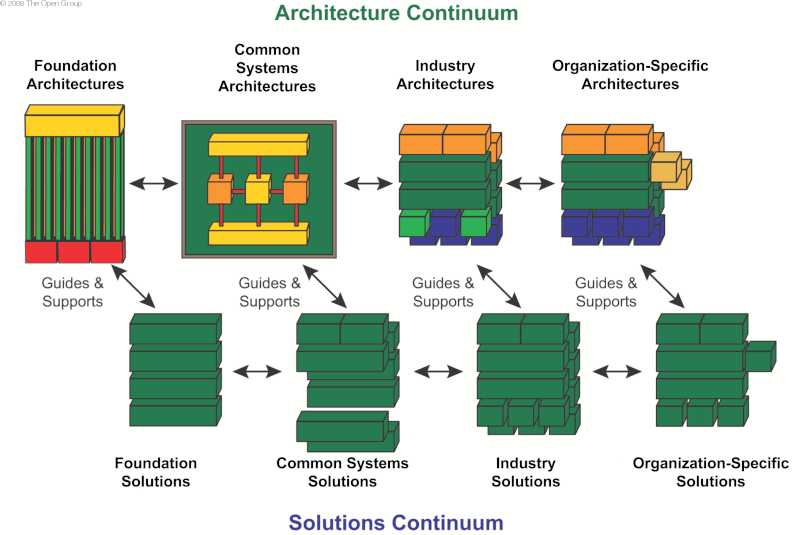 © 2008 The Open Group
Architecture Continuum
Foundation
Architectures
Common
Systems
Architectures
Industry
Architectures
Organization-Specific
Architectures
Guides &
Supports
Guides &
Supports
Guides &
Supports
Guides &
Supports
Foundation
Solutions
Common Systems
Solutions
Industry
Solutions
Organization-Specific
Solutions
Solutions Continuum